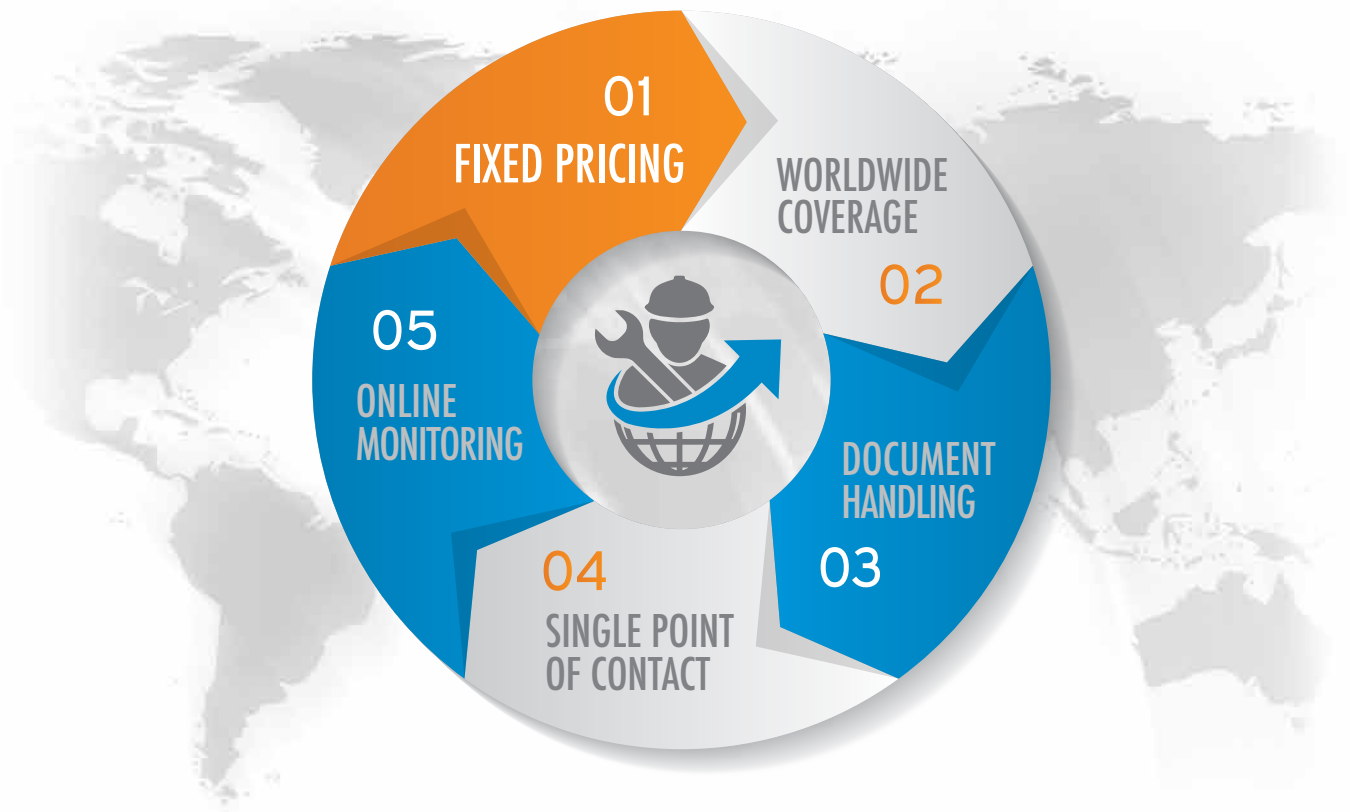 01
FIXED PRICING
WORLDWIDE
COVERAGE
02
DOCUMENT
HANDLING
03
04
SINGLE POINT
OF CONTACT
05
ONLINE
MONITORING